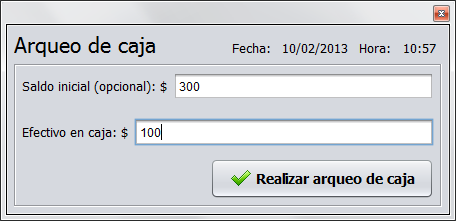 Arqueo de caja Fecha: 10/02/2013 Hora: 10:57
Saldo inicial (opcional): $ 300
Efectivo en caja: $ 100
Realizar arqueo de caja